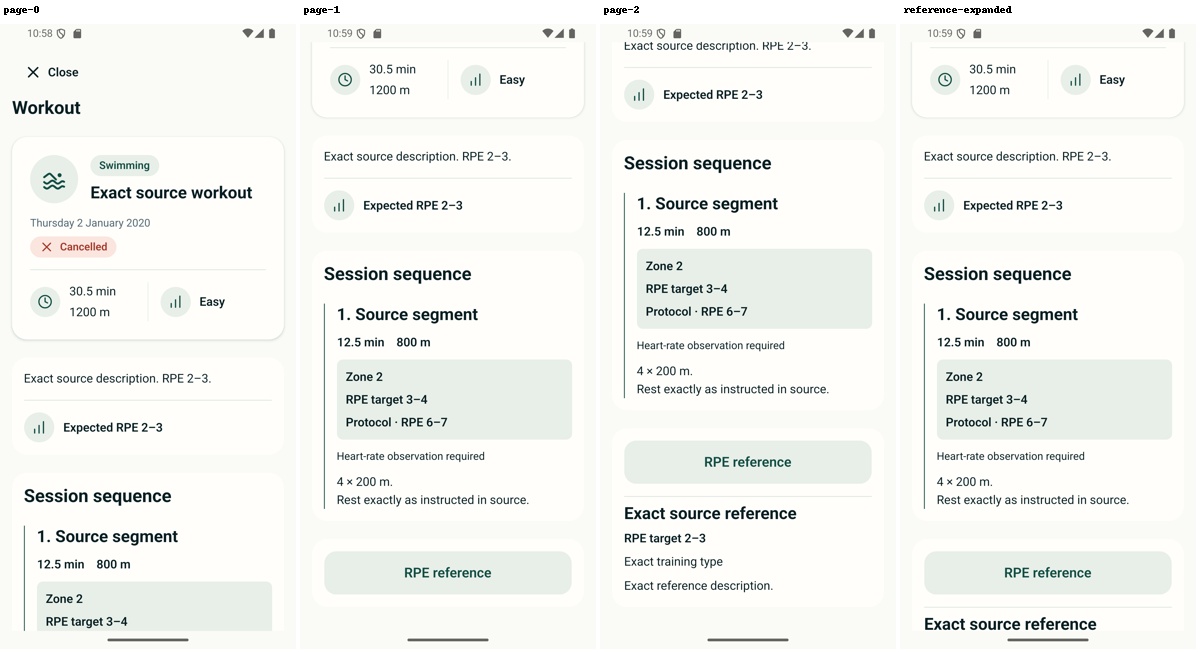 page-0
10:58
Close
Workout
Swimming
Exact source workout
Thursday 2 January 2020
Cancelled
30.5 min
1200 m
Easy
Exact source description. RPE 2–3.
Expected RPE 2–3
Session sequence
1. Source segment
12.5 min 800 m
Zone 2
RPE target 3–4
page-1
10:59
30.5 min
1200 m
Easy
Exact source description. RPE 2–3.
Expected RPE 2–3
Session sequence
1. Source segment
12.5 min 800 m
Zone 2
RPE target 3–4
Protocol · RPE 6–7
Heart-rate observation required
4 × 200 m.
Rest exactly as instructed in source.
RPE reference
page-2
10:59
Exact source description. RPE 2–3.
Expected RPE 2–3
Session sequence
1. Source segment
12.5 min 800 m
Zone 2
RPE target 3–4
Protocol · RPE 6–7
Heart-rate observation required
4 × 200 m.
Rest exactly as instructed in source.
RPE reference
Exact source reference
RPE target 2–3
Exact training type
Exact reference description.
reference-expanded
10:59
30.5 min
1200 m
Easy
Exact source description. RPE 2–3.
Expected RPE 2–3
Session sequence
1. Source segment
12.5 min 800 m
Zone 2
RPE target 3–4
Protocol · RPE 6–7
Heart-rate observation required
4 × 200 m.
Rest exactly as instructed in source.
RPE reference
Exact source reference